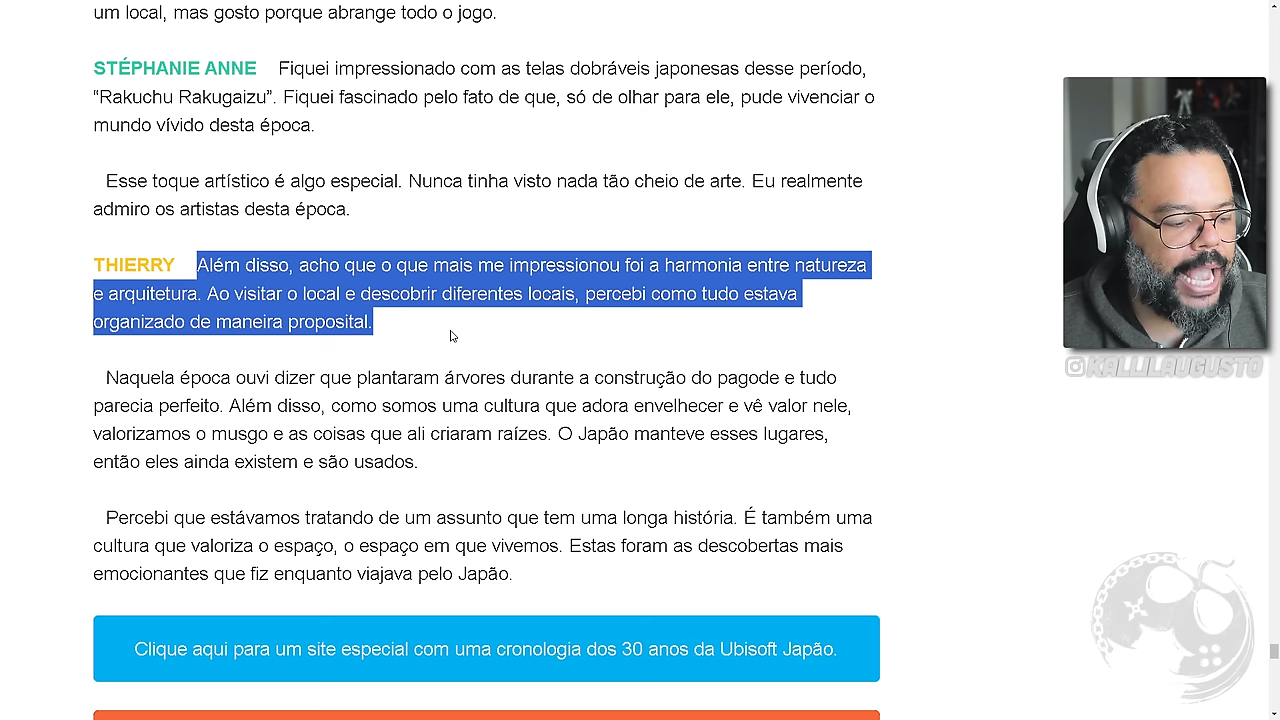 um local, mas gosto porque abrange todo o jogo.
STÉPHANIE ANNE Fiquei impressionado com as telas dobráveis japonesas desse período,
“Rakuchu Rakugaizu”. Fiquei fascinado pelo fato de que, só de olhar para ele, pude vivenciar o
mundo vívido desta época.
Esse toque artístico é algo especial. Nunca tinha visto nada tão cheio de arte. Eu realmente
admiro os artistas desta época.
THIERRY Além disso, acho que o que mais me impressionou foi a harmonia entre natureza
e arquitetura. Ao visitar o local e descobrir diferentes locais, percebi como tudo estava
organizado de maneira proposital.
KALLILAUGUSTO
Naquela época ouvi dizer que plantaram árvores durante a construção do pagode e tudo
parecia perfeito. Além disso, como somos uma cultura que adora envelhecer e vê valor nele,
valorizamos o musgo e as coisas que ali criaram raízes. O Japão manteve esses lugares,
então eles ainda existem e são usados.
Percebi que estávamos tratando de um assunto que tem uma longa história. É também uma
cultura que valoriza o espaço, o espaço em que vivemos. Estas foram as descobertas mais
emocionantes que fiz enquanto viajava pelo Japão.
Clique aqui para um site especial com uma cronologia dos 30 anos da Ubisoft Japão.